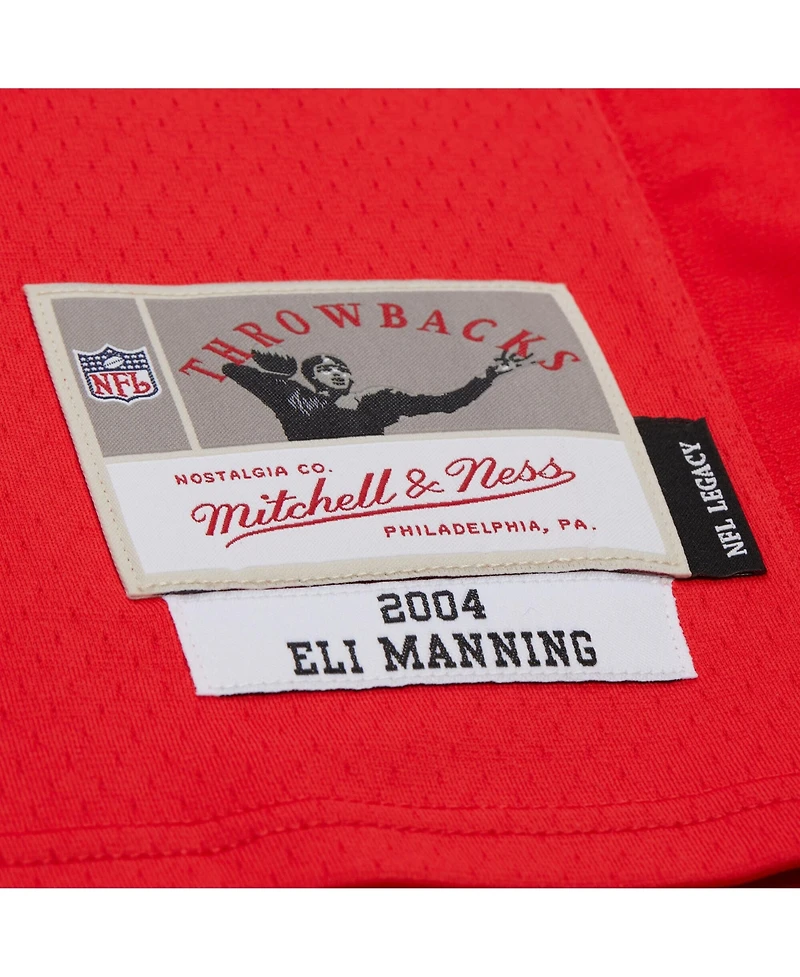 THROWBACKS
NFL
NOSTALGIA CO.
Mitchell & Ness
PHILADELPHIA, PA.
NFL LEGACY
2004
ELI MANNING